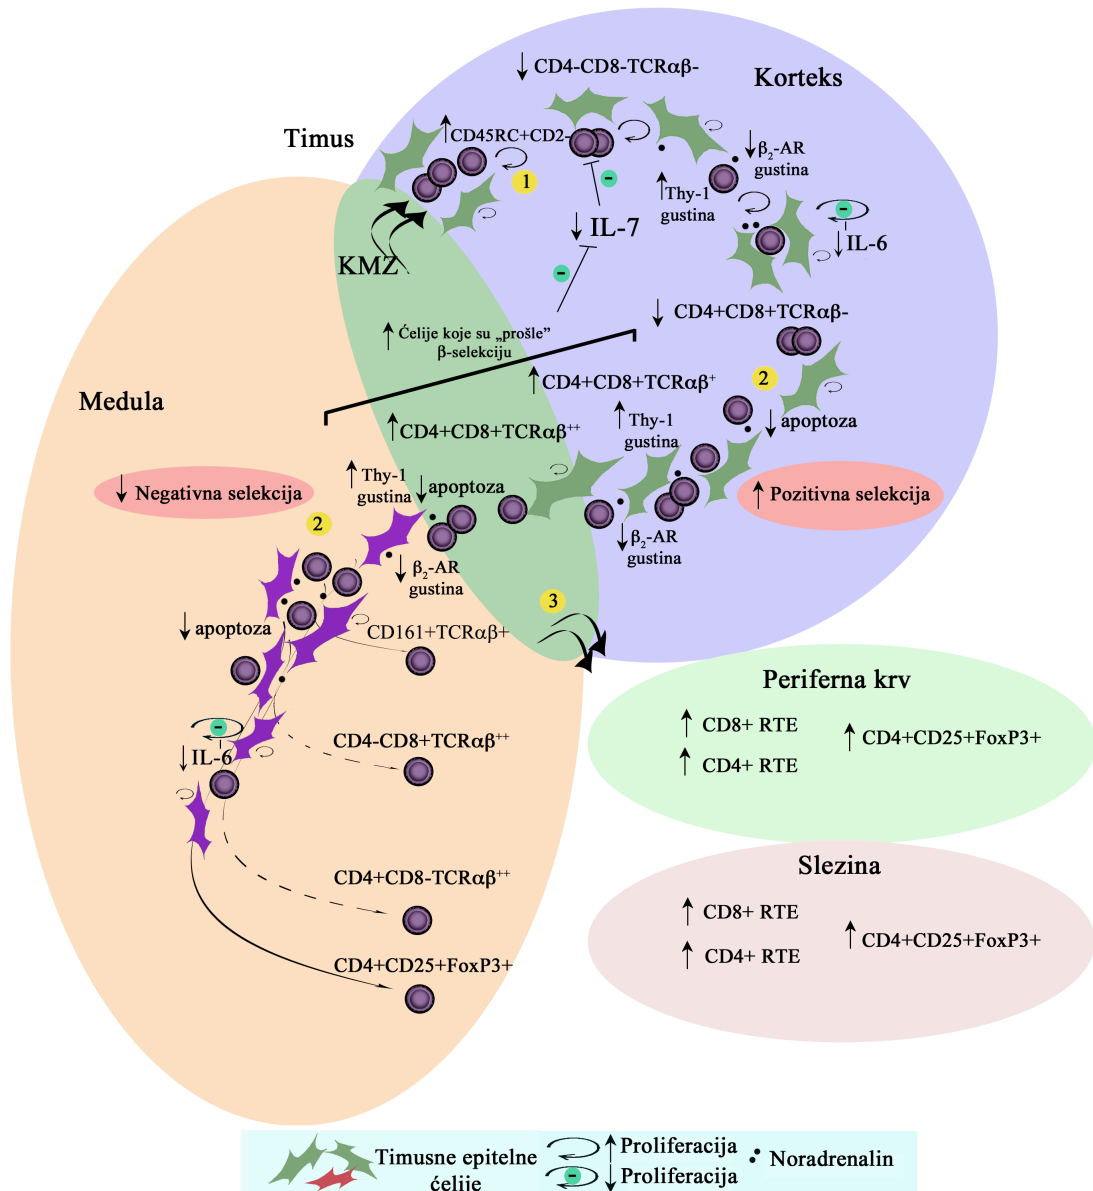 ↓ CD4-CD8-TCRαβ-
Korteks
Timus
↑ CD45RC+CD2-
1
↓ β₂-AR
gustina
↑ Thy-1
gustina
↓ IL-7
↓ IL-6
KMZ
↓ CD4+CD8+TCRαβ-
↑ Ćelije koje su „prošle”
β-selekciju
2
↑ CD4+CD8+TCRαβ⁺
Medula
↑ Thy-1
gustina
↓ apoptoza
↑ CD4+CD8+TCRαβ⁺⁺
↑ Thy-1
gustina
↓ apoptoza
↓ Negativna selekcija
↑ Pozitivna selekcija
2
↓ β₂-AR
gustina
↓ β₂-AR
gustina
3
↓ apoptoza
CD161+TCRαβ+
Periferna krv
↑ CD8+ RTE
↑ CD4+CD25+FoxP3+
↑ CD4+ RTE
CD4-CD8+TCRαβ⁺⁺
↓ IL-6
Slezina
↑ CD8+ RTE
↑ CD4+CD25+FoxP3+
↑ CD4+ RTE
CD4+CD8-TCRαβ⁺⁺
CD4+CD25+FoxP3+
Timusne epitelne
ćelije
↑ Proliferacija
↓ Proliferacija
Noradrenalin